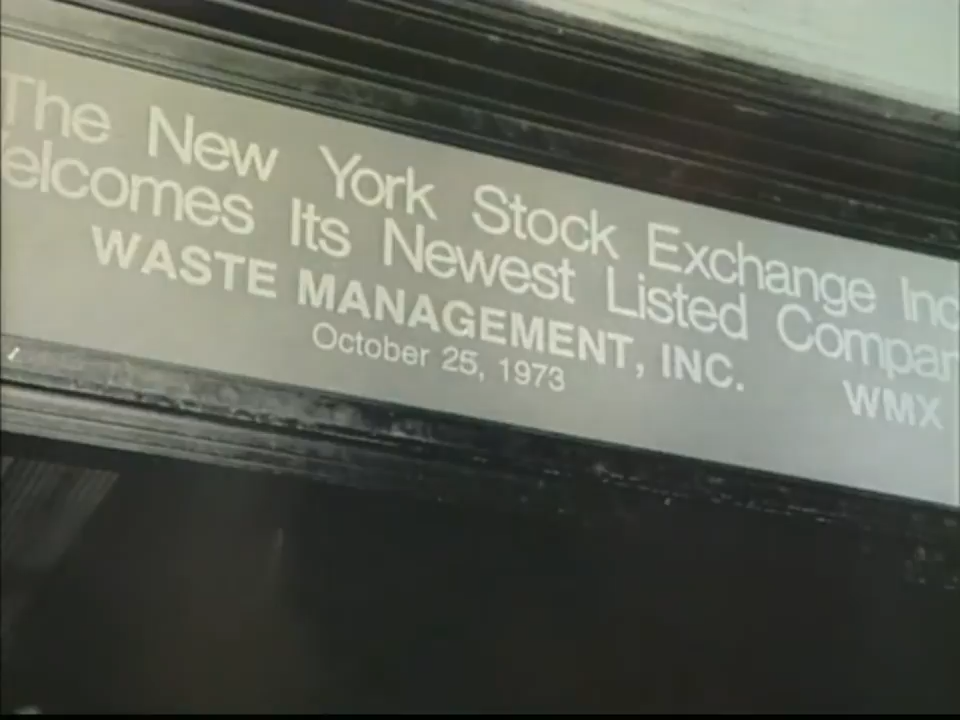 The New York Stock Exchange Inc
elcomes Its Newest Listed Compan
WASTE MANAGEMENT, INC.
October 25, 1973
WMX